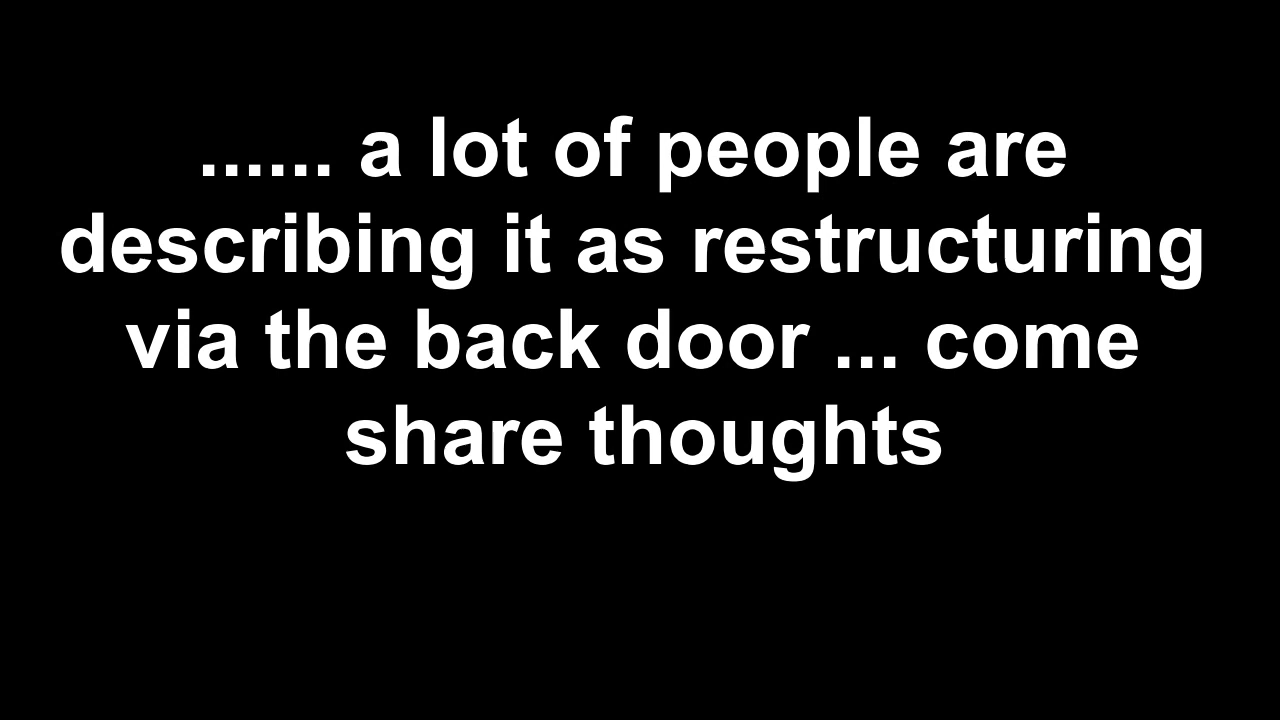 ...... a lot of people are
describing it as restructuring
via the back door ... come
share thoughts